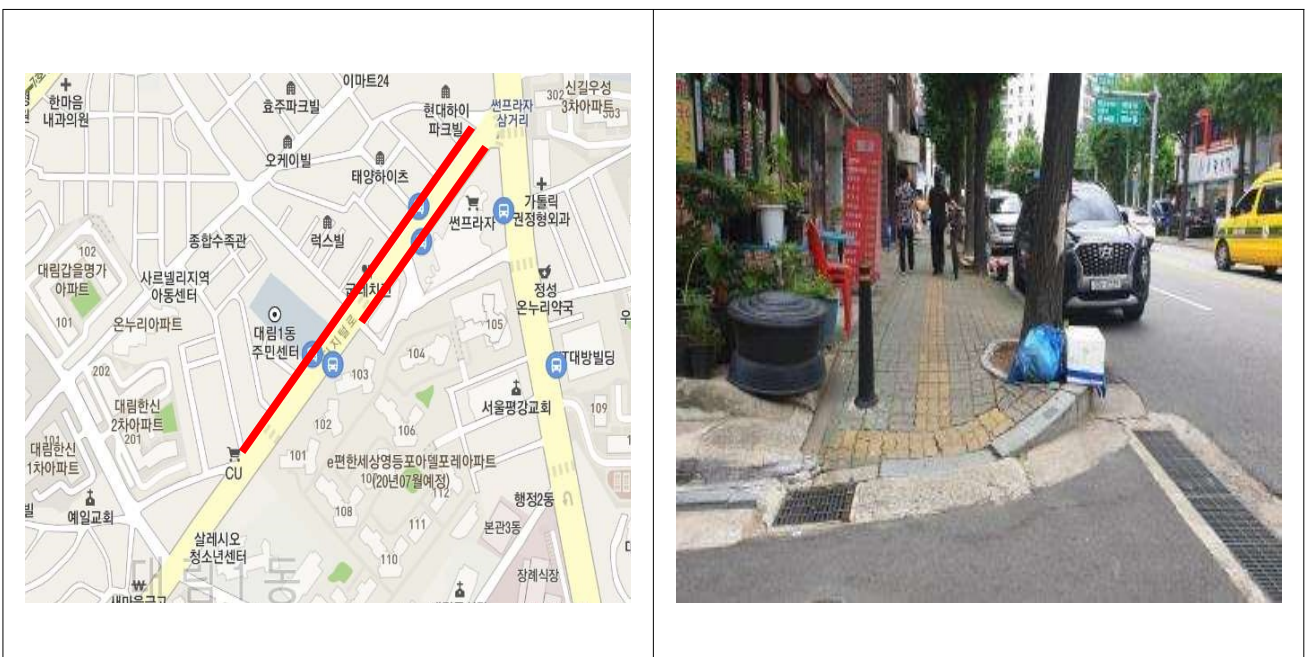 이마트24
한마음
내과의원
효주파크빌
현대하이
파크빌
썬프라자
삼거리
302
신길우성
3차아파트
오케이빌
태양하이츠
썬프라자
가톨릭
권정형외과
럭스빌
종합수족관
102
대림갑을명가
아파트
101
사르넬리지역
아동센터
온누리아파트
대림1동
주민센터
정성
온누리약국
105
104
103
대방빌딩
202
서울평강교회
109
대림한신
2차아파트
201
102
106
대림한신
1차아파트
101
CU
e편한세상영등포아델포레아파트
(20년07월예정)
112
108
111
110
행정2동
본관3동
장례식장
예일교회
살레시오
청소년센터
대림1동